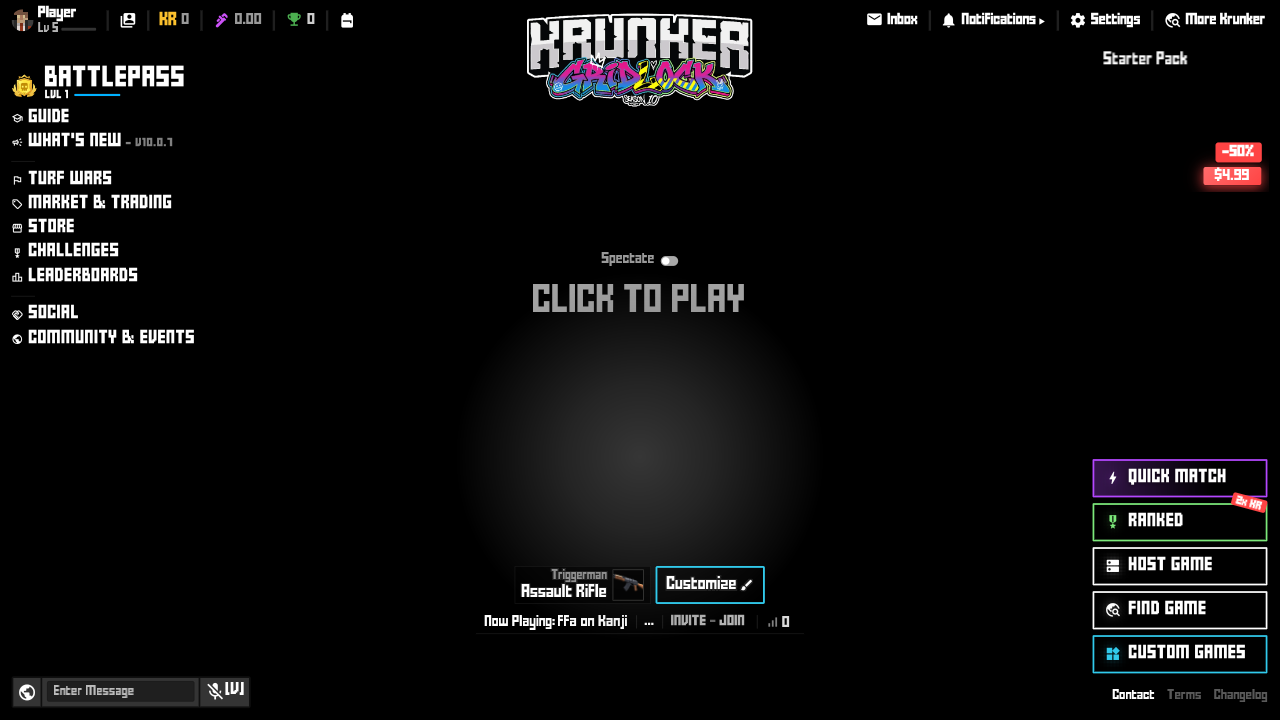 Player
Lv 5
KR 0
0.00
0
KRUNKER
GRIDLOCK
SEASON 10
Inbox
Notifications
Settings
More Krunker
Starter Pack
-50%
$4.99
BATTLEPASS
LVL 1
GUIDE
WHAT'S NEW - v10.0.7
TURF WARS
MARKET & TRADING
STORE
CHALLENGES
LEADERBOARDS
SOCIAL
COMMUNITY & EVENTS
Spectate
CLICK TO PLAY
Triggerman
Assault Rifle
Customize
Now Playing: FFa on Kanji
...
INVITE - JOIN
0
QUICK MATCH
2x KR
RANKED
HOST GAME
FIND GAME
CUSTOM GAMES
Enter Message
Contact
Terms
Changelog